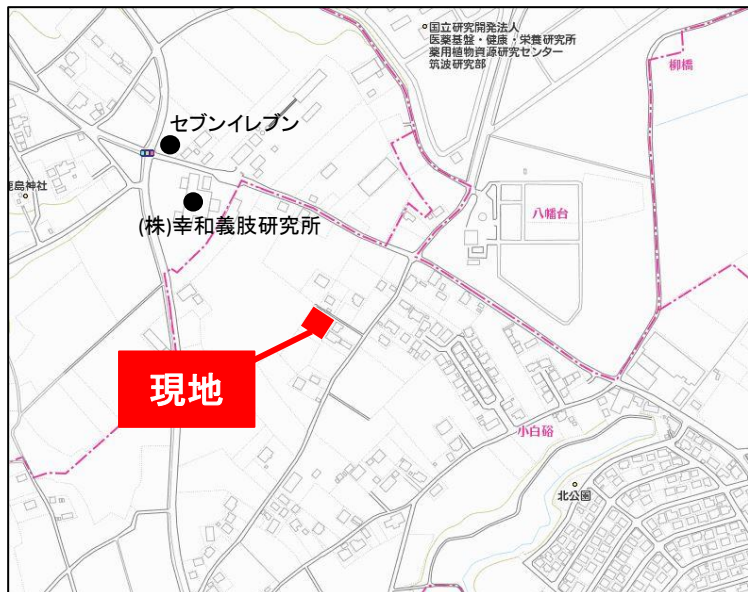 国立研究開発法人
医薬基盤・健康・栄養研究所
薬用植物資源研究センター
筑波研究部
柳橋
セブンイレブン
鹿島神社
(株)幸和義肢研究所
八幡台
現地
小白硲
北公園